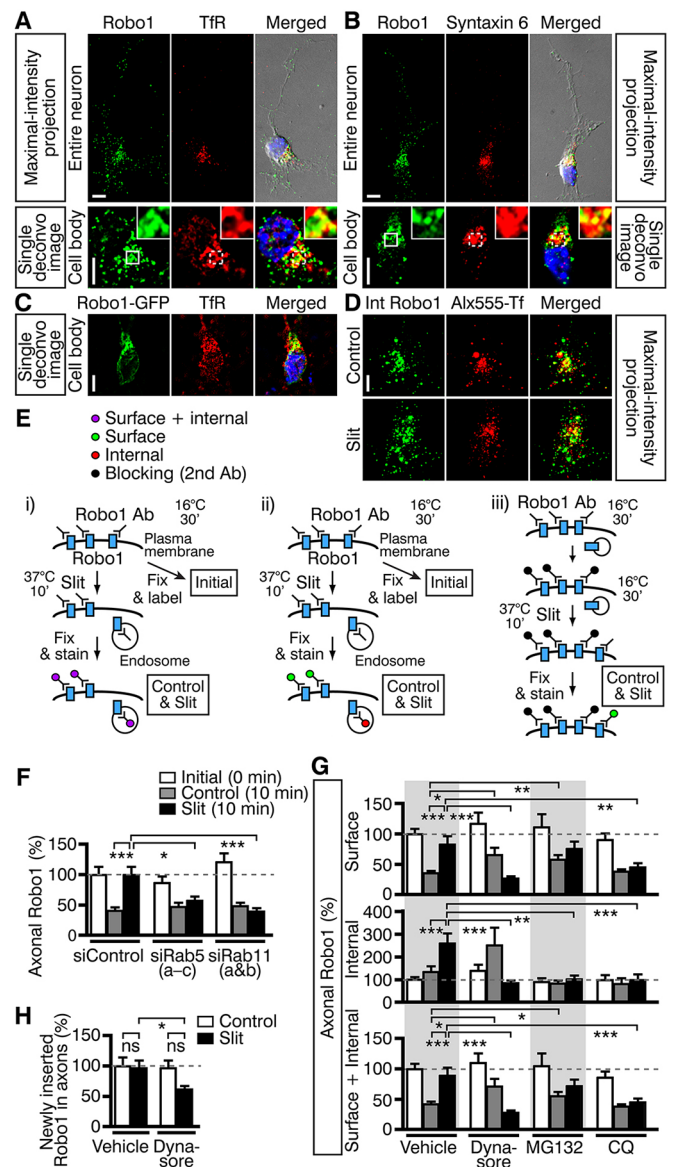 A
Robo1 TfR Merged
Maximal-intensity projection
Entire neuron
Single deconvo image
Cell body
B
Robo1 Syntaxin 6 Merged
Entire neuron
Maximal-intensity projection
Cell body
Single deconvo image
C
Robo1-GFP TfR Merged
Single deconvo image
Cell body
D
Int Robo1 Alx555-Tf Merged
Control
Slit
Maximal-intensity projection
E
Surface + internal
Surface
Internal
Blocking (2nd Ab)
i)
Robo1 Ab
16ºC
30’
Plasma membrane
Robo1
37ºC
10’
Slit
Fix & label
Initial
Fix & stain
Endosome
Control & Slit
ii)
Robo1 Ab
16ºC
30’
Plasma membrane
Robo1
37ºC
10’
Slit
Fix & label
Initial
Fix & stain
Endosome
Control & Slit
iii)
Robo1 Ab
16ºC
30’
16ºC
30’
37ºC
10’
Slit
Fix & stain
Control & Slit
F
Initial (0 min)
Control (10 min)
Slit (10 min)
Axonal Robo1 (%)
150
100
50
0
*** * ***
siControl siRab5 (a–c) siRab11 (a&b)
G
Axonal Robo1 (%)
Surface
150
100
50
0
**
*
*** *** **
Internal
400
300
200
100
0
**
*** *** ***
Surface + Internal
150
100
50
0
*
*
*** *** ***
Vehicle Dyna-sore MG132 CQ
H
Control
Slit
Newly inserted Robo1 in axons (%)
150
100
50
0
*
ns ns
Vehicle Dyna-sore